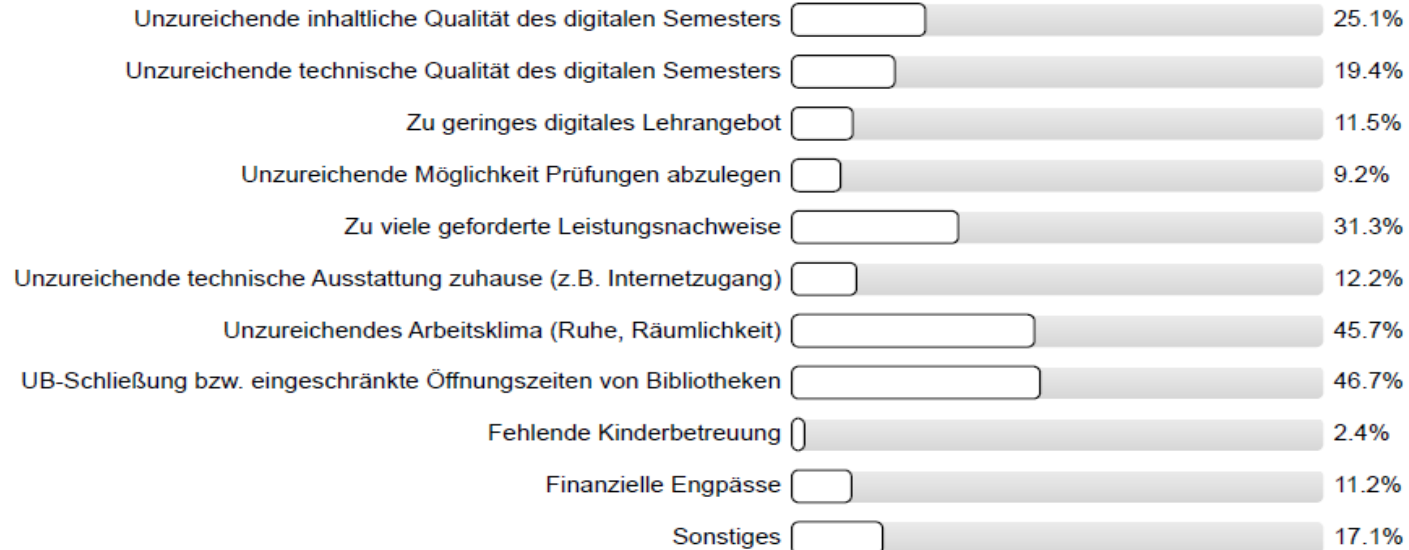 Unzureichende inhaltliche Qualität des digitalen Semesters 25.1%
Unzureichende technische Qualität des digitalen Semesters 19.4%
Zu geringes digitales Lehrangebot 11.5%
Unzureichende Möglichkeit Prüfungen abzulegen 9.2%
Zu viele geforderte Leistungsnachweise 31.3%
Unzureichende technische Ausstattung zuhause (z.B. Internetzugang) 12.2%
Unzureichendes Arbeitsklima (Ruhe, Räumlichkeit) 45.7%
UB-Schließung bzw. eingeschränkte Öffnungszeiten von Bibliotheken 46.7%
Fehlende Kinderbetreuung 2.4%
Finanzielle Engpässe 11.2%
Sonstiges 17.1%